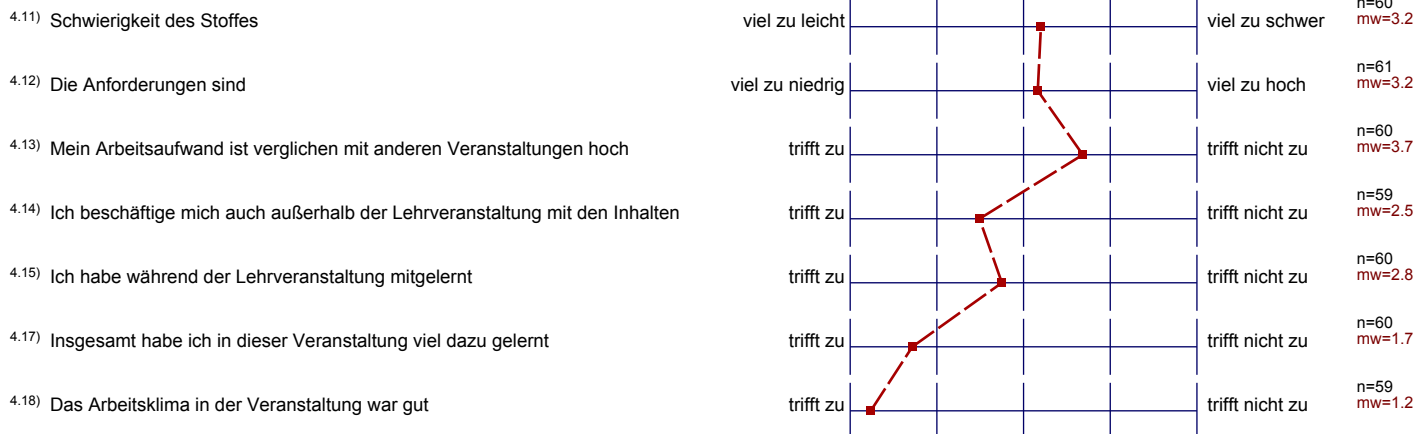 4.11) Schwierigkeit des Stoffes viel zu leicht viel zu schwer n=60 mw=3.2
4.12) Die Anforderungen sind viel zu niedrig viel zu hoch n=61 mw=3.2
4.13) Mein Arbeitsaufwand ist verglichen mit anderen Veranstaltungen hoch trifft zu trifft nicht zu n=60 mw=3.7
4.14) Ich beschäftige mich auch außerhalb der Lehrveranstaltung mit den Inhalten trifft zu trifft nicht zu n=59 mw=2.5
4.15) Ich habe während der Lehrveranstaltung mitgelernt trifft zu trifft nicht zu n=60 mw=2.8
4.17) Insgesamt habe ich in dieser Veranstaltung viel dazu gelernt trifft zu trifft nicht zu n=60 mw=1.7
4.18) Das Arbeitsklima in der Veranstaltung war gut trifft zu trifft nicht zu n=59 mw=1.2